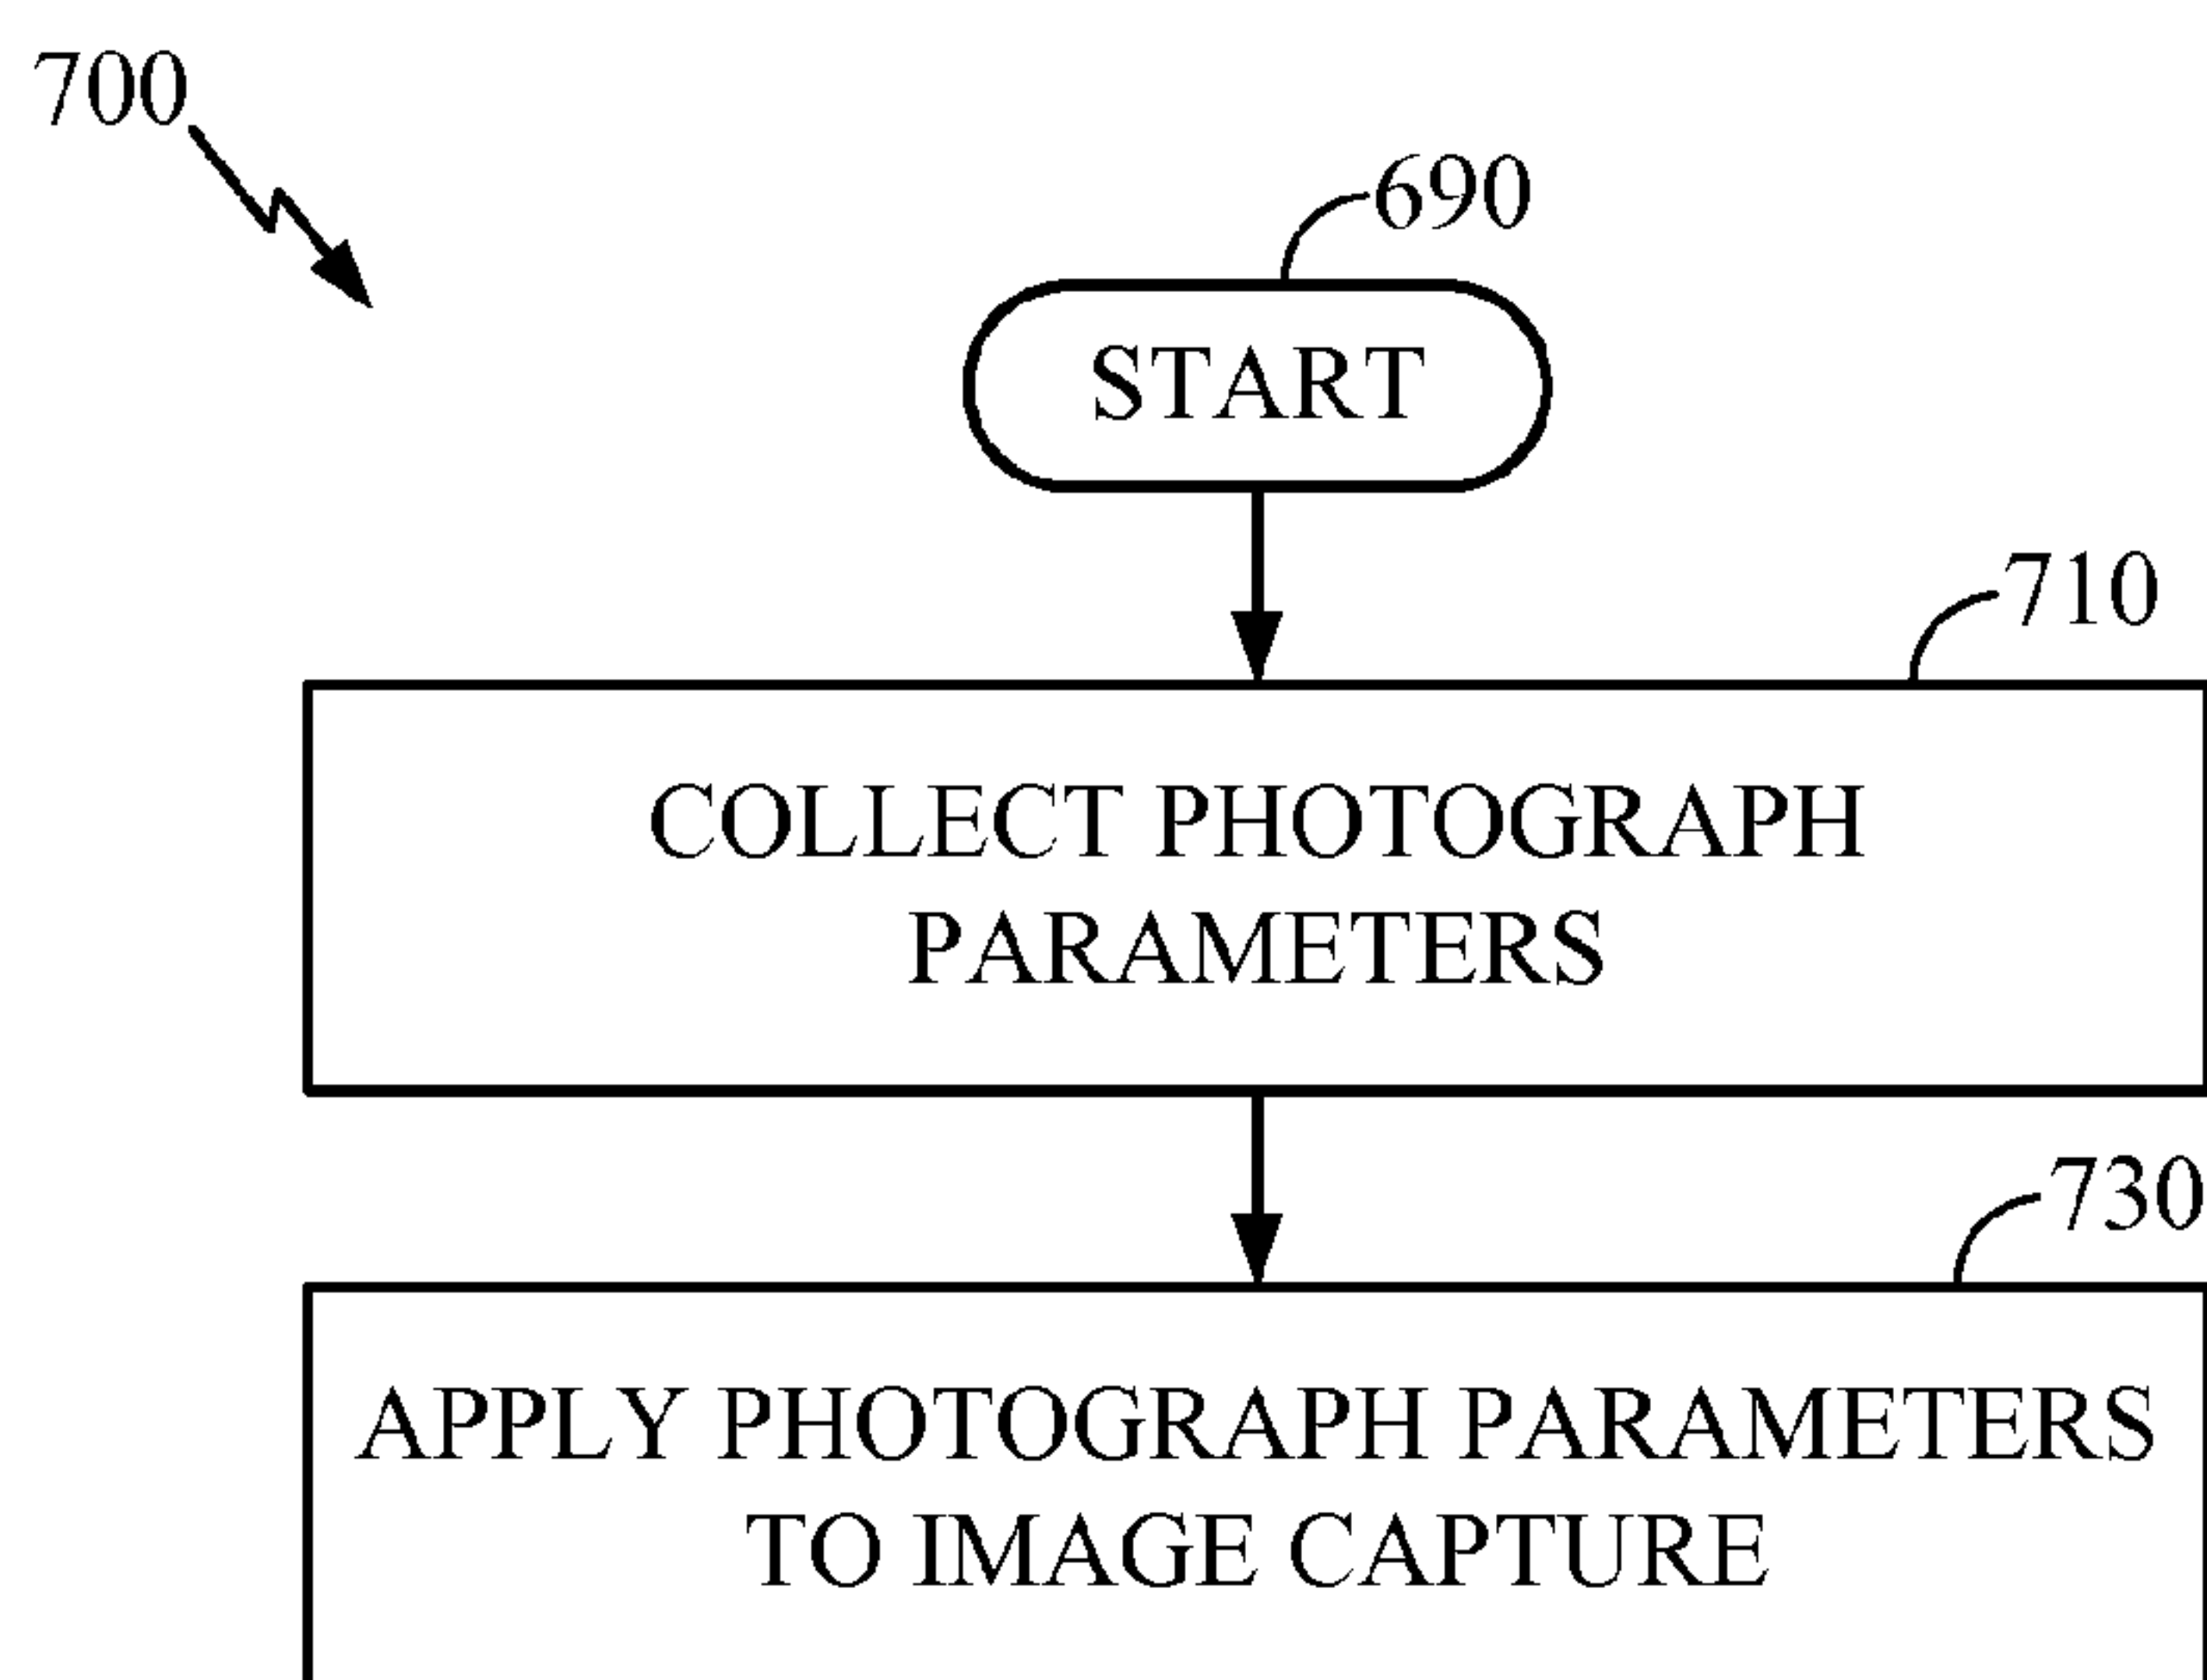 700
690
START
710
COLLECT PHOTOGRAPH
PARAMETERS
730
APPLY PHOTOGRAPH PARAMETERS
TO IMAGE CAPTURE